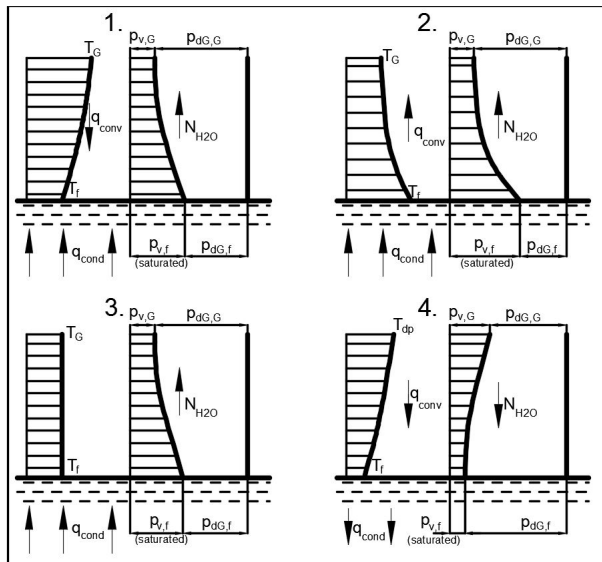 1.
p_v,G
p_dG,G
T_G
q_conv
N_H2O
T_f
q_cond
p_v,f
(saturated)
p_dG,f
2.
p_v,G
p_dG,G
T_G
q_conv
N_H2O
T_f
q_cond
p_v,f
(saturated)
p_dG,f
3.
p_v,G
p_dG,G
T_G
N_H2O
T_f
q_cond
p_v,f
(saturated)
p_dG,f
4.
p_v,G
p_dG,G
T_dp
q_conv
N_H2O
T_f
q_cond
p_v,f
(saturated)
p_dG,f